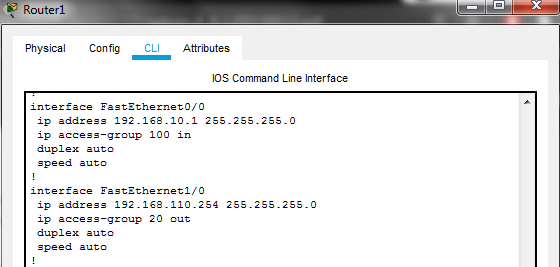 Router1
Physical Config CLI Attributes
IOS Command Line Interface
!
interface FastEthernet0/0
 ip address 192.168.10.1 255.255.255.0
 ip access-group 100 in
 duplex auto
 speed auto
!
interface FastEthernet1/0
 ip address 192.168.110.254 255.255.255.0
 ip access-group 20 out
 duplex auto
 speed auto
!